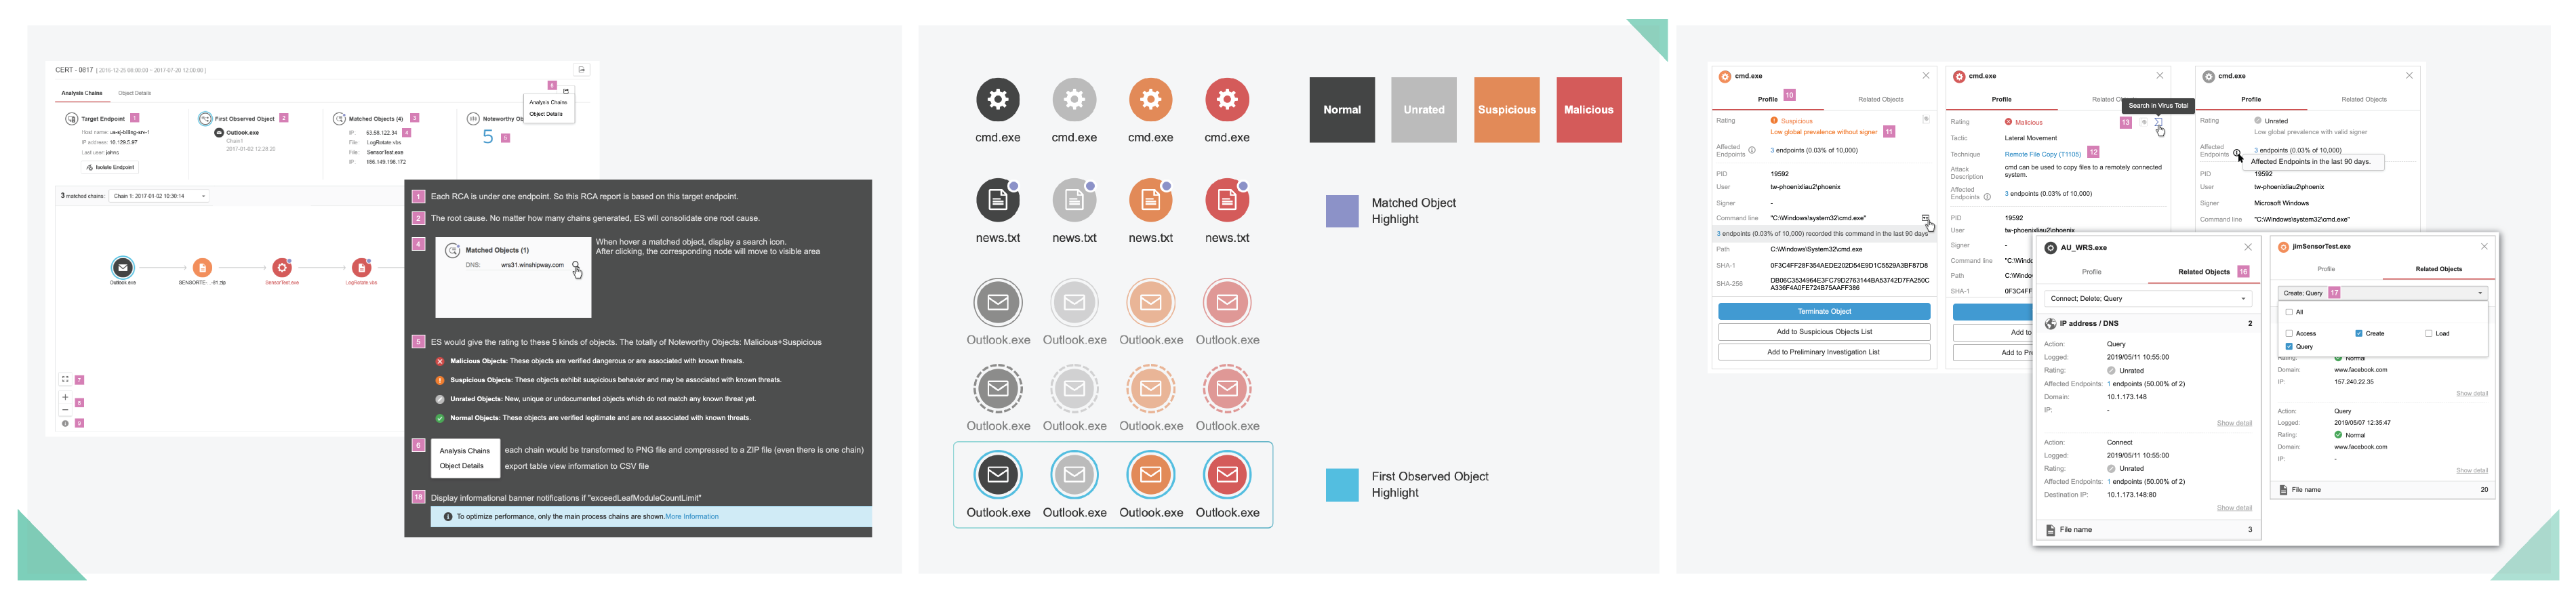 CERT - 0817 [ 2016-12-25 08:00:00 ~ 2017-07-20 12:00:00 ]
Analysis Chains
Object Details
6
Analysis Chains
Object Details
Target Endpoint 1
Host name: us-sj-billing-srv-1
IP address: 10.129.5.97
Last user: johns
Isolate Endpoint
First Observed Object 2
Outlook.exe
Chain1
2017-01-02 12:26:20
Matched Objects (4) 3
IP: 63.58.122.34 4
File: LogRotate.vbs
File: SensorTest.exe
IP: 186.149.198.172
Noteworthy Ob
5 5
3 matched chains: Chain 1 2017-01-02 10:30:14
Outlook.exe
SENSORTE: -81.zip
SensorTest.exe
LogRotate.vbs
7
8
9
1 Each RCA is under one endpoint. So this RCA report is based on this target endpoint.
2 The root cause. No matter how many chains generated, ES will consolidate one root cause.
4
Matched Objects (1)
DNS: wrs31.winshipway.com
When hover a matched object, display a search icon.
After clicking, the corresponding node will move to visible area
5 ES would give the rating to these 5 kinds of objects. The totally of Noteworthy Objects: Malicious+Suspicious
Malicious Objects: These objects are verified dangerous or are associated with known threats.
Suspicious Objects: These objects exhibit suspicious behavior and may be associated with known threats.
Unrated Objects: New, unique or undocumented objects which do not match any known threat yet.
Normal Objects: These objects are verified legitimate and are not associated with known threats.
6
Analysis Chains each chain would be transformed to PNG file and compressed to a ZIP file (even there is one chain)
Object Details export table view information to CSV file
18 Display informational banner notifications if "exceedLeafModuleCountLimit"
To optimize performance, only the main process chains are shown.More Information
cmd.exe cmd.exe cmd.exe cmd.exe
Normal
Unrated
Suspicious
Malicious
news.txt news.txt news.txt news.txt
Matched Object
Highlight
Outlook.exe Outlook.exe Outlook.exe Outlook.exe
Outlook.exe Outlook.exe Outlook.exe Outlook.exe
Outlook.exe Outlook.exe Outlook.exe Outlook.exe
First Observed Object
Highlight
cmd.exe
Profile 10
Related Objects
Rating Suspicious
Low global prevalence without signer 11
Affected
Endpoints 3 endpoints (0.03% of 10,000)
PID 19592
User tw-phoenixliau2\phoenix
Signer -
Command line "C:\Windows\system32\cmd.exe"
3 endpoints (0.03% of 10,000) recorded this command in the last 90 days
Path C:\Windows\System32\cmd.exe
SHA-1 0F3C4FF28F354AEDE202D54E9D1C5529A3BF87D8
SHA-256 DB06C3534964E3FC79D2763144BA53742D7FA250C
A336F4A0FE724B75AAFF386
Terminate Object
Add to Suspicious Objects List
Add to Preliminary Investigation List
cmd.exe
Profile
Related O
Search in Virus Total
Rating Malicious 13
Tactic Lateral Movement
Technique Remote File Copy (T1105) 12
Attack
Description
cmd can be used to copy files to a remotely connected
system.
Affected
Endpoints 3 endpoints (0.03% of 10,000)
PID 19592
User tw-phoenixliau2\phoenix
Signer -
Command line "C:\Windo
Path C:\Windo
SHA-1 0F3C4FF
Add to
Add to Pr
cmd.exe
Profile
Related Objects
Rating Unrated
Low global prevalence with valid signer
Affected
Endpoints 3 endpoints (0.03% of 10,000)
Affected Endpoints in the last 90 days.
PID 19592
User tw-phoenixliau2\phoenix
Signer Microsoft Windows
Command line "C:\Windows\system32\cmd.exe"
AU_WRS.exe
Profile
Related Objects 16
Connect; Delete; Query
IP address / DNS 2
Action: Query
Logged: 2019/05/11 10:55:00
Rating: Unrated
Affected Endpoints: 1 endpoints (50.00% of 2)
Domain: 10.1.173.148
IP: -
Show detail
Action: Connect
Logged: 2019/05/11 10:55:00
Rating: Unrated
Affected Endpoints: 1 endpoints (50.00% of 2)
Destination IP: 10.1.173.148:80
Show detail
File name 3
jimSensorTest.exe
Profile
Related Objects
Create; Query 17
All
Access Create Load
Query
Rating: Normal
Domain: www.facebook.com
IP: 157.240.22.35
Show detail
Action: Query
Logged: 2019/05/07 12:35:47
Rating: Normal
Domain: www.facebook.com
IP: -
Show detail
File name 20